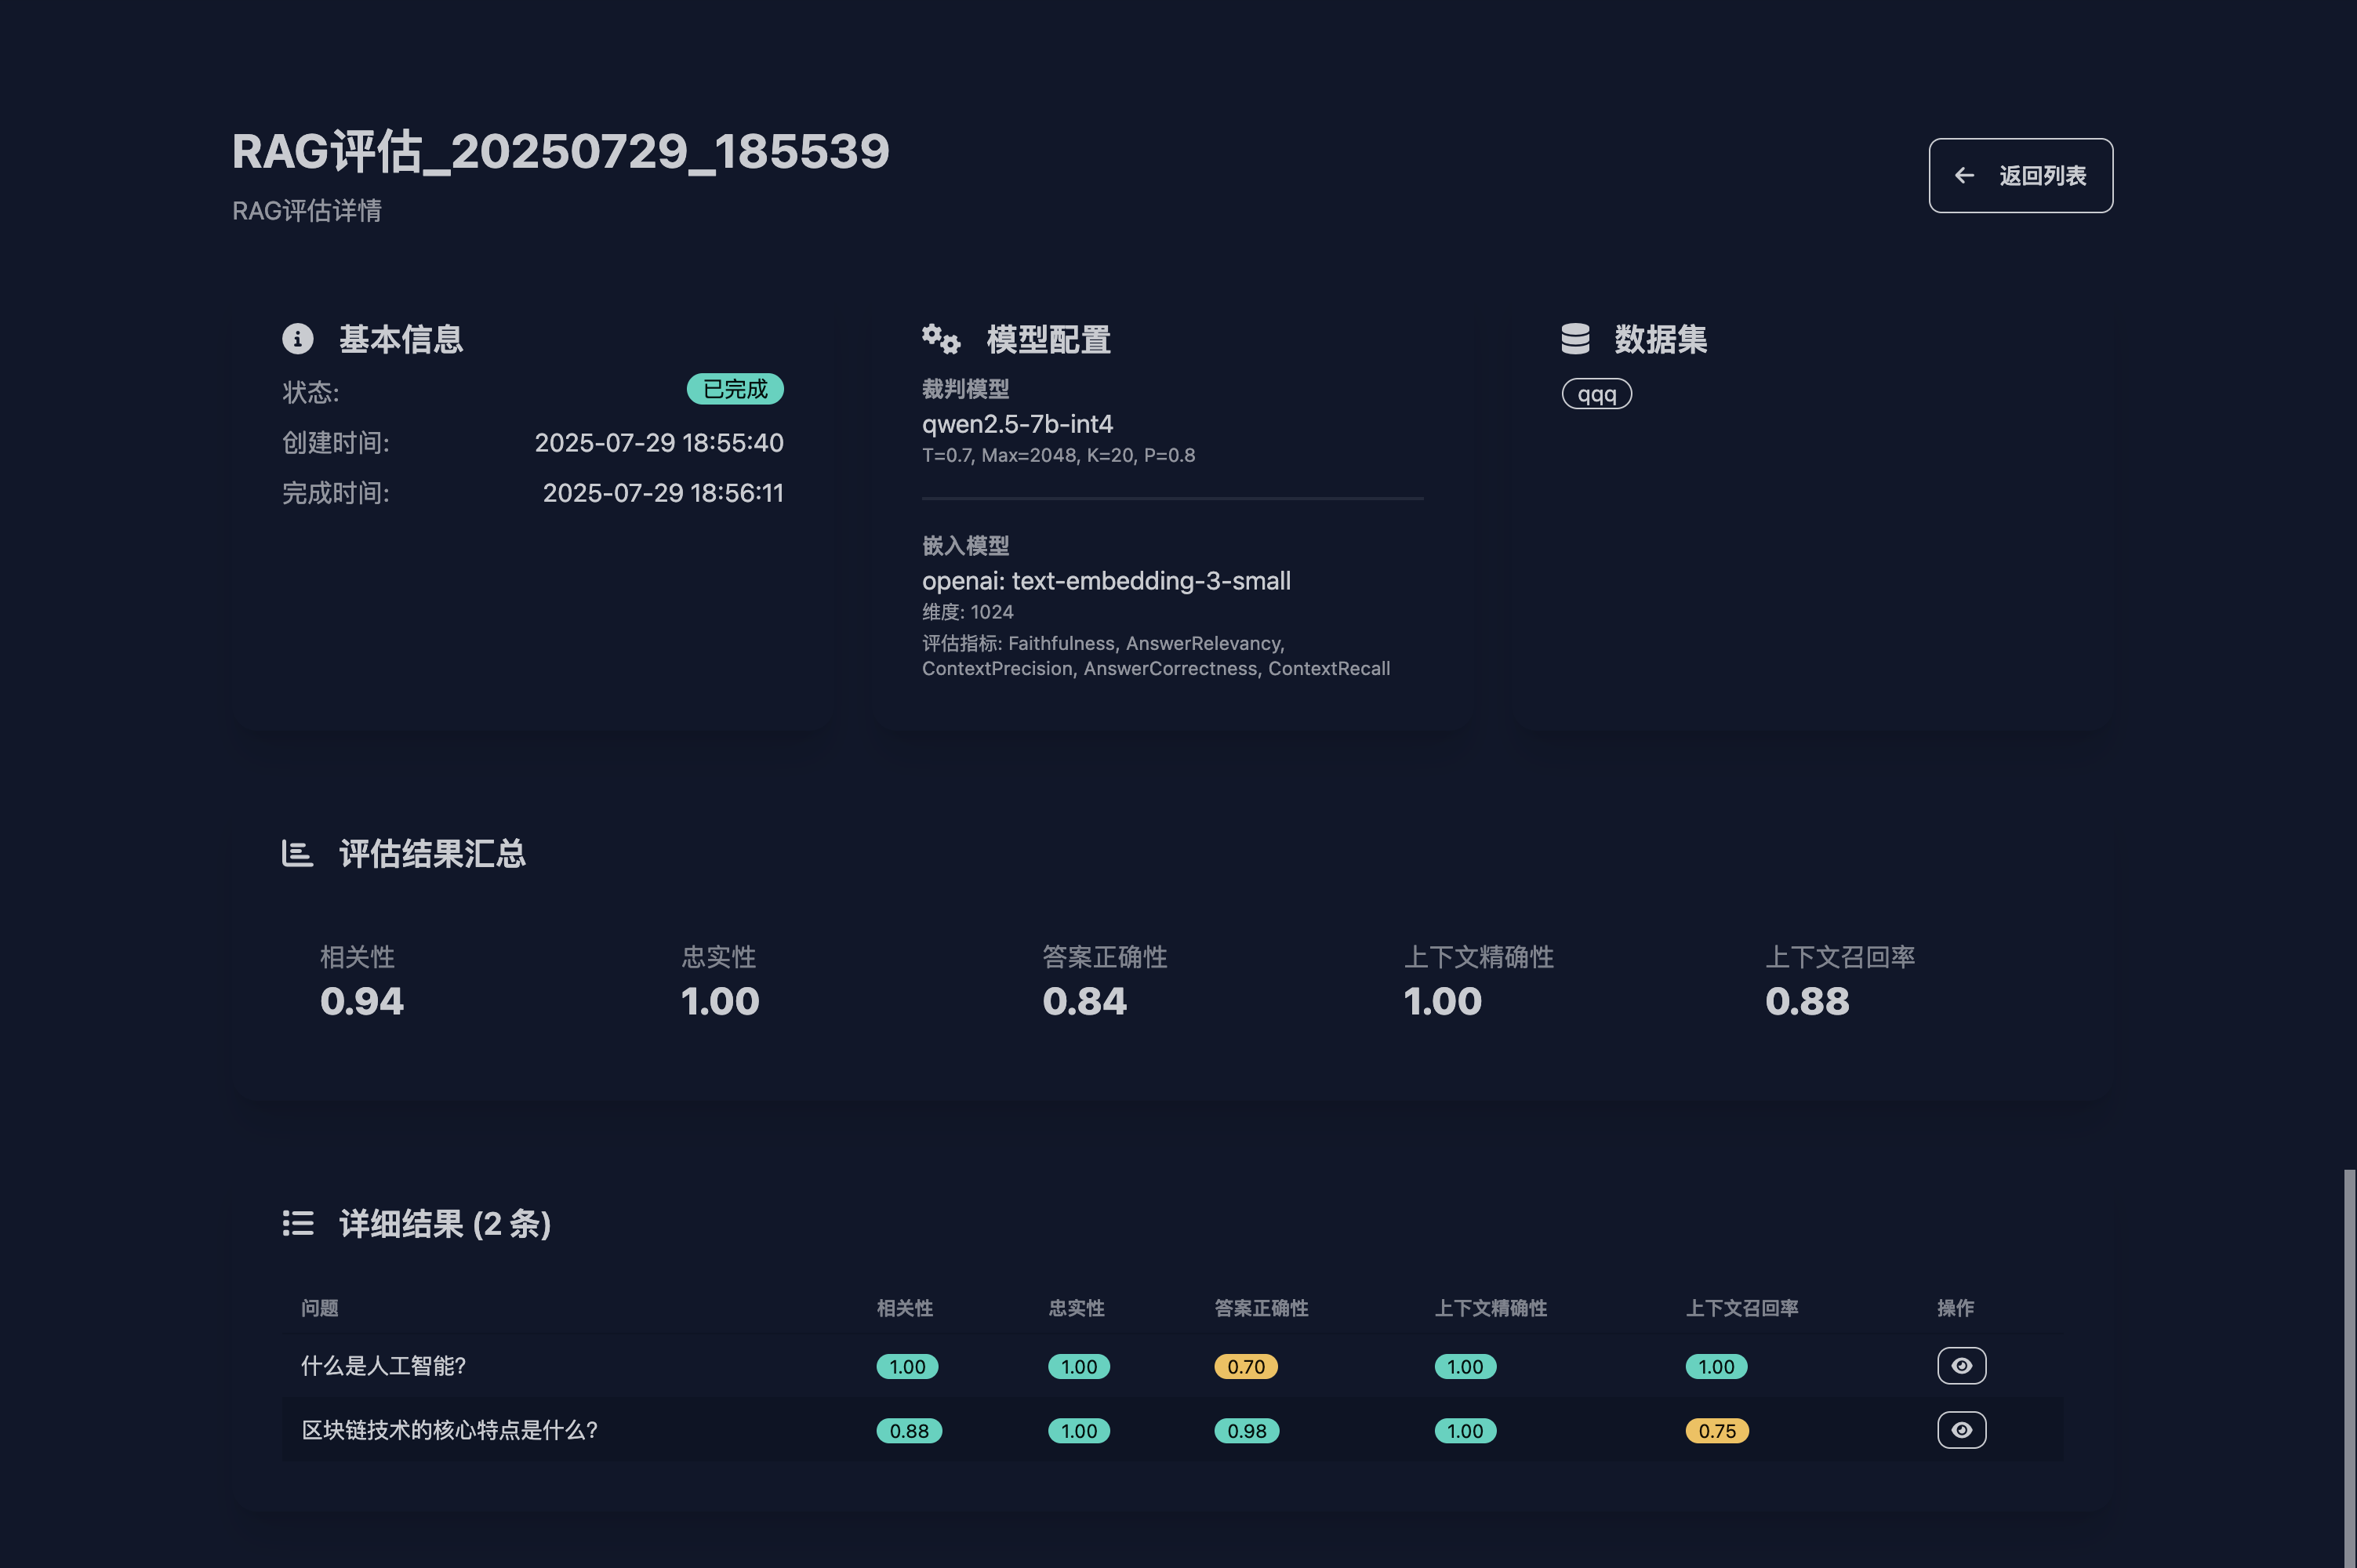 RAG评估_20250729_185539
RAG评估详情
返回列表
基本信息
状态: 已完成
创建时间: 2025-07-29 18:55:40
完成时间: 2025-07-29 18:56:11
模型配置
裁判模型
qwen2.5-7b-int4
T=0.7, Max=2048, K=20, P=0.8
嵌入模型
openai: text-embedding-3-small
维度: 1024
评估指标: Faithfulness, AnswerRelevancy,
ContextPrecision, AnswerCorrectness, ContextRecall
数据集
qqq
评估结果汇总
相关性 忠实性 答案正确性 上下文精确性 上下文召回率
0.94 1.00 0.84 1.00 0.88
详细结果 (2 条)
问题 相关性 忠实性 答案正确性 上下文精确性 上下文召回率 操作
什么是人工智能? 1.00 1.00 0.70 1.00 1.00
区块链技术的核心特点是什么? 0.88 1.00 0.98 1.00 0.75